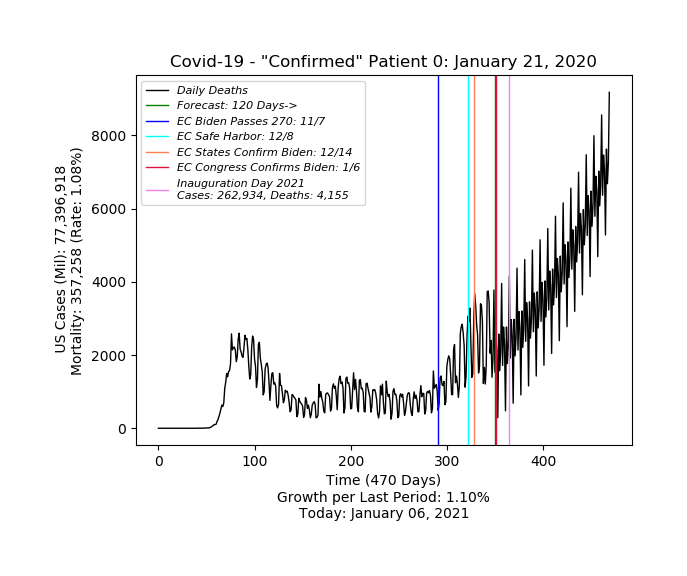 Covid-19 - "Confirmed" Patient 0: January 21, 2020
Daily Deaths
Forecast: 120 Days->
EC Biden Passes 270: 11/7
EC Safe Harbor: 12/8
EC States Confirm Biden: 12/14
EC Congress Confirms Biden: 1/6
Inauguration Day 2021
Cases: 262,934, Deaths: 4,155
US Cases (Mil): 77,396,918
Mortality: 357,258 (Rate: 1.08%)
8000
6000
4000
2000
0
0 100 200 300 400
Time (470 Days)
Growth per Last Period: 1.10%
Today: January 06, 2021